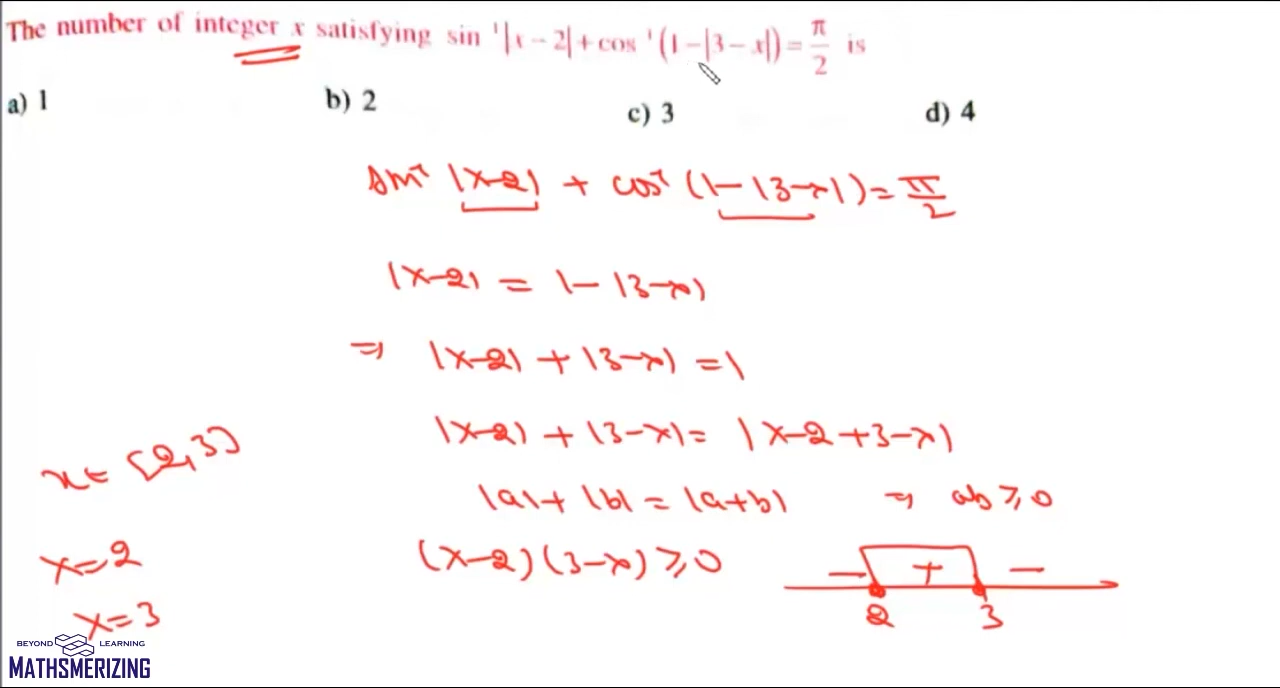 The number of integer x satisfying sin⁻¹|x − 2| + cos⁻¹(1 − |3 − x|) = π/2 is
a) 1 b) 2 c) 3 d) 4
sin⁻¹ |x-2| + cos⁻¹ (1 - |3-x|) = π/2
|x-2| = 1 - |3-x|
⇒ |x-2| + |3-x| = 1
|x-2| + |3-x| = |x-2+3-x|
|a| + |b| = |a+b| ⇒ ab ≥ 0
(x-2)(3-x) ≥ 0
− + −
2 3
x ∈ [2,3]
x=2
x=3
BEYOND LEARNING
MATHSMERIZING